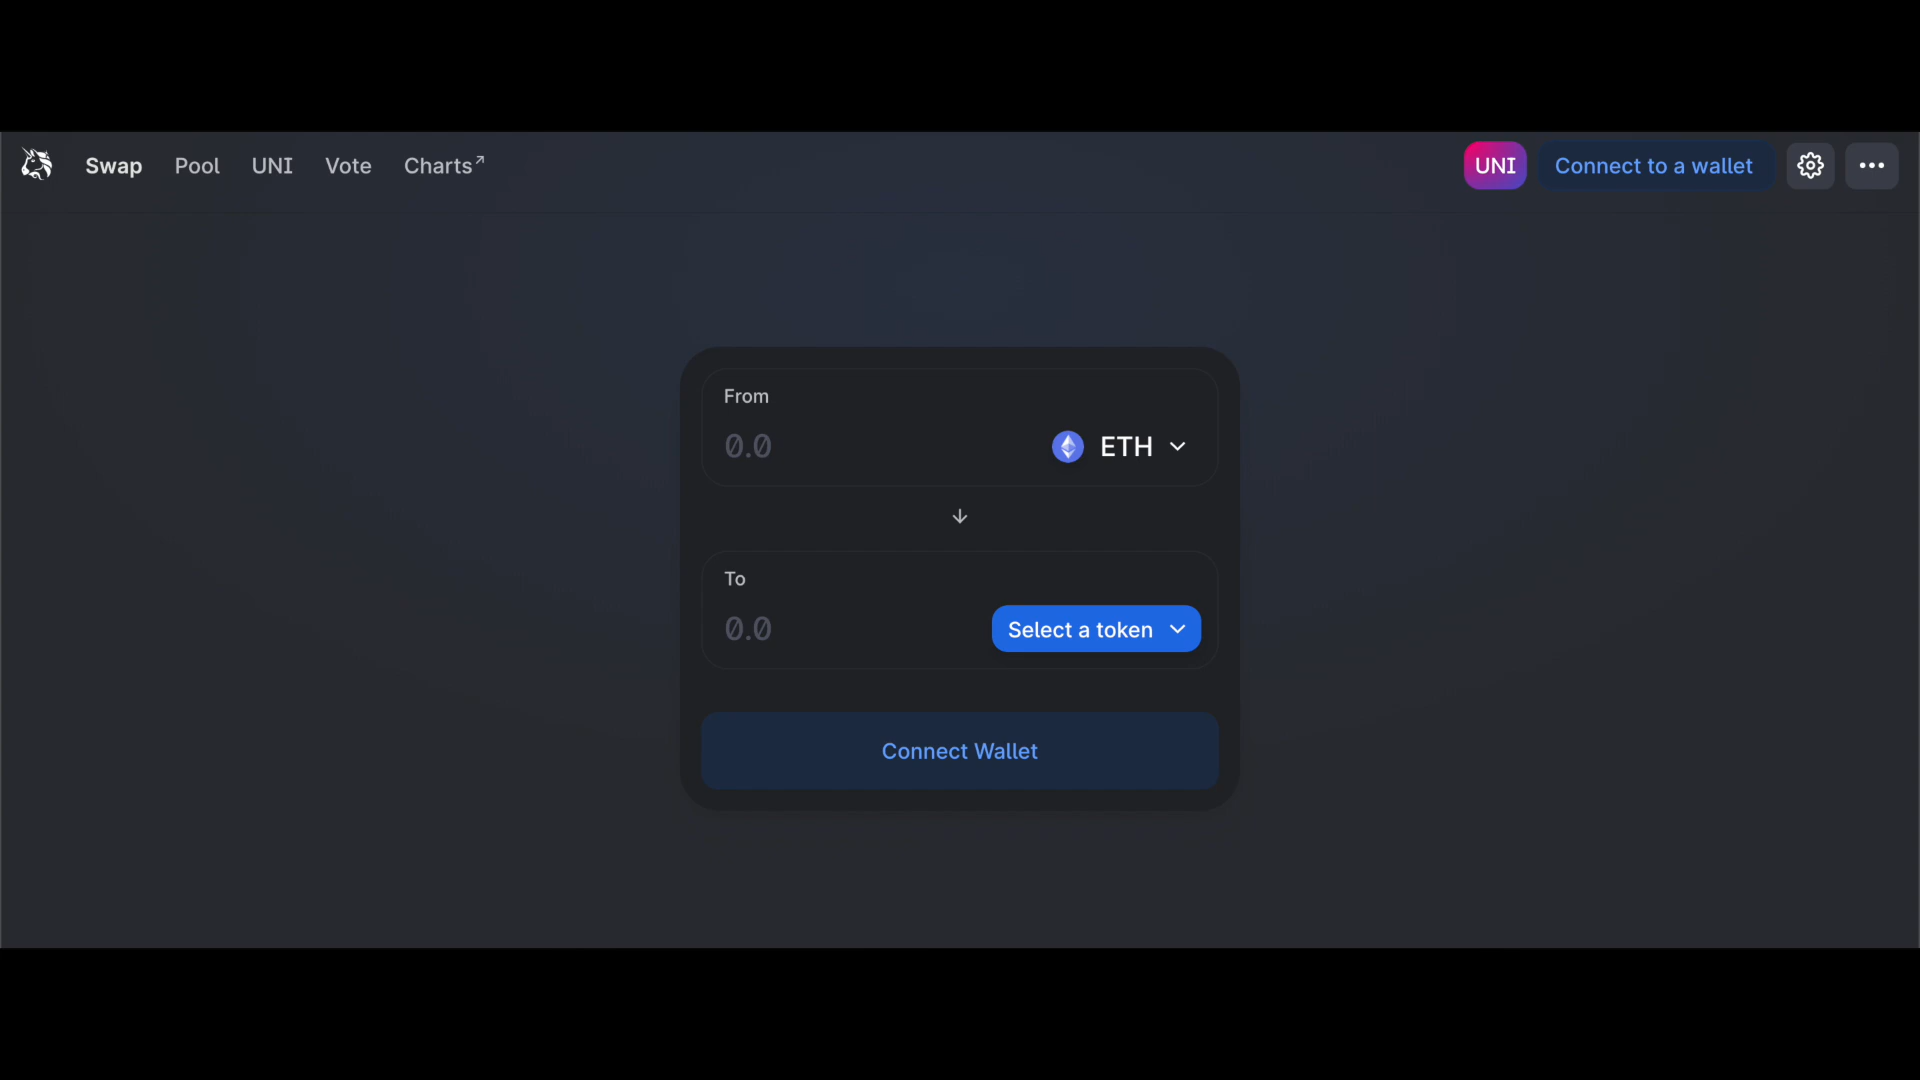 Swap Pool UNI Vote Charts↗ UNI Connect to a wallet
From
0.0 ETH
To
0.0 Select a token
Connect Wallet